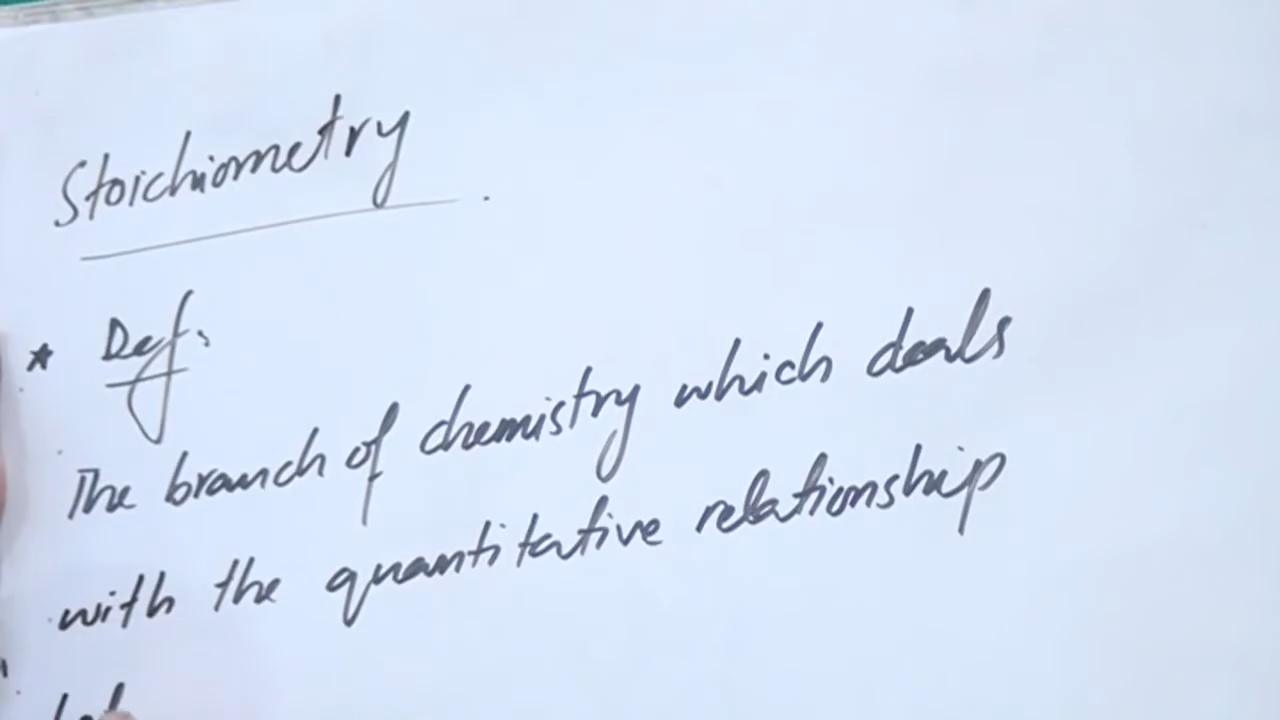 Stoichiometry.
* Def:
The branch of chemistry which deals
with the quantitative relationship